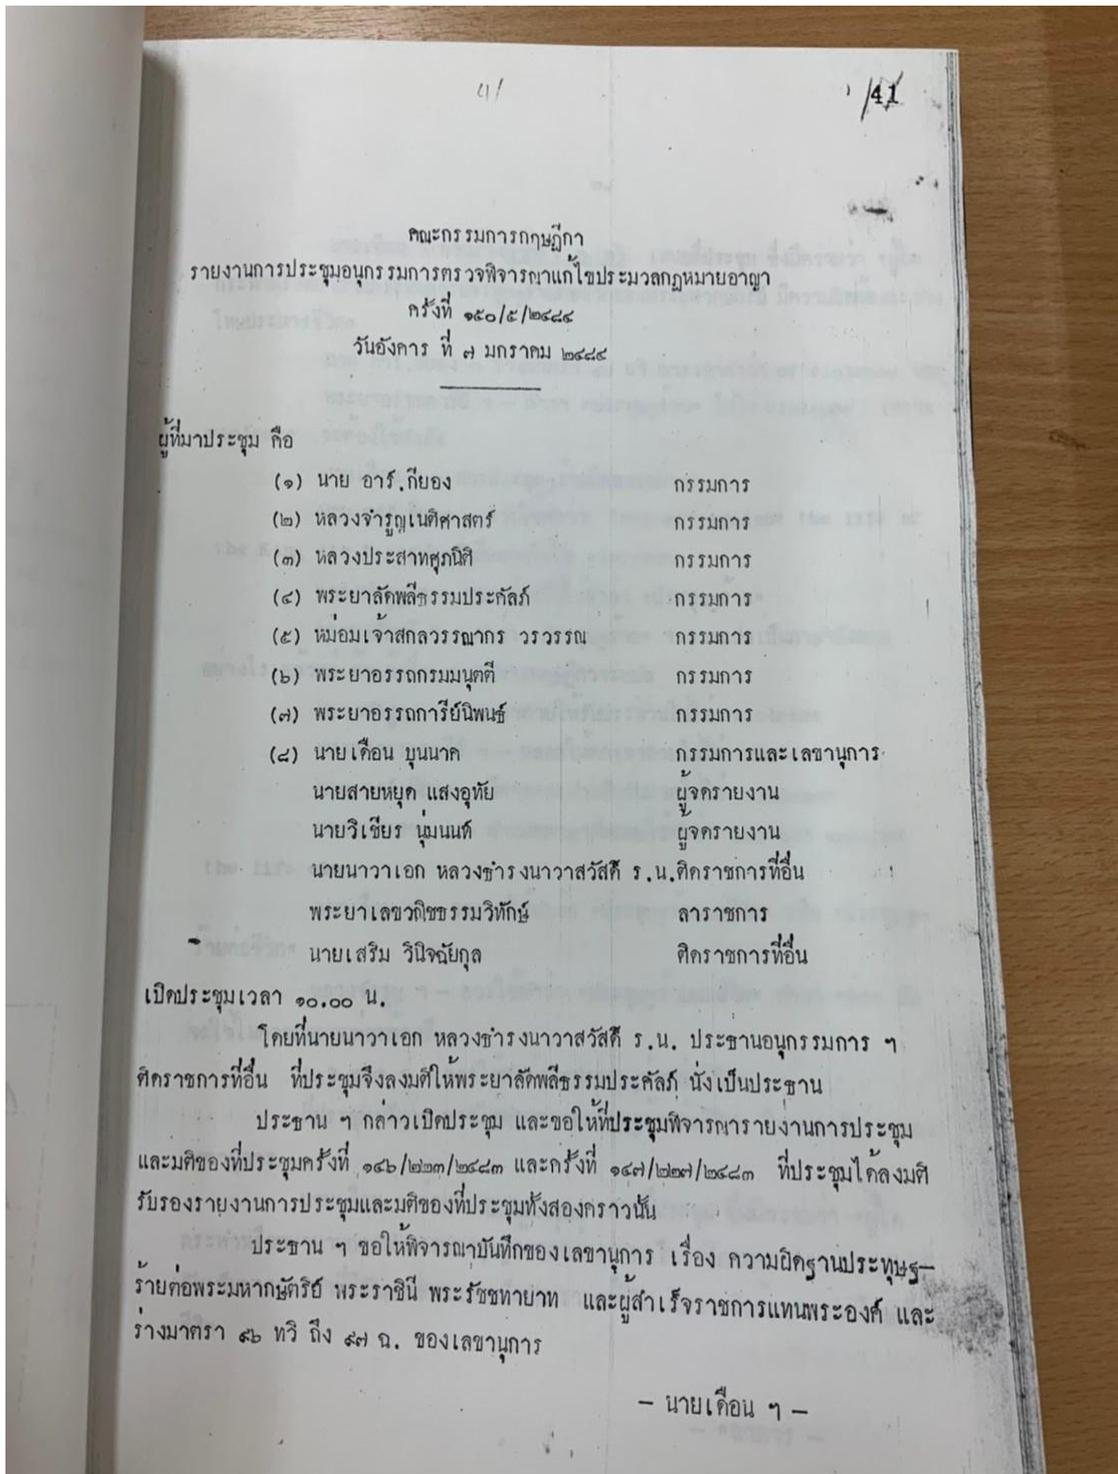 4/
/41
คณะกรรมการกฤษฎีกา
รายงานการประชุมอนุกรรมการตรวจพิจารณาแก้ไขประมวลกฎหมายอาญา
ครั้งที่ ๑๕๐/๕/๒๔๘๔
วันอังคาร ที่ ๗ มกราคม ๒๔๘๔
ผู้ที่มาประชุม คือ
(๑) นาย อาร์.กียอง กรรมการ
(๒) หลวงจำรูญเนติศาสตร์ กรรมการ
(๓) หลวงประสาทศุภนิติ กรรมการ
(๔) พระยาลัดพลีธรรมประคัลภ์ กรรมการ
(๕) หม่อมเจ้าสกลวรรณากร วรวรรณ กรรมการ
(๖) พระยาอรรถกรมมนุตตี กรรมการ
(๗) พระยาอรรถการีย์นิพนธ์ กรรมการ
(๘) นายเดือน บุนนาค กรรมการและเลขานุการ
นายสายหยุด แสงอุทัย ผู้จดรายงาน
นายวิเชียร นุ่มนนท์ ผู้จดรายงาน
นายนาวาเอก หลวงธำรงนาวาสวัสดิ์ ร.น. ติดราชการที่อื่น
พระยาเลขวณิชธรรมวิทักษ์ ลาราชการ
นายเสริม วินิจฉัยกุล ติดราชการที่อื่น
เปิดประชุมเวลา ๑๐.๐๐ น.
โดยที่นายนาวาเอก หลวงธำรงนาวาสวัสดิ์ ร.น. ประธานอนุกรรมการ ฯ
ติดราชการที่อื่น ที่ประชุมจึงลงมติให้พระยาลัดพลีธรรมประคัลภ์ นั่งเป็นประธาน
ประธาน ฯ กล่าวเปิดประชุม และขอให้ที่ประชุมพิจารณารายงานการประชุม
และมติของที่ประชุมครั้งที่ ๑๔๖/๒๒๓/๒๔๘๓ และครั้งที่ ๑๔๗/๒๒๗/๒๔๘๓ ที่ประชุมได้ลงมติ
รับรองรายงานการประชุมและมติของที่ประชุมทั้งสองคราวนั้น
ประธาน ฯ ขอให้พิจารณาบันทึกของเลขานุการ เรื่อง ความผิดฐานประทุษฐ—
ร้ายต่อพระมหากษัตริย์ พระราชินี พระรัชชทายาท และผู้สำเร็จราชการแทนพระองค์ และ
ร่างมาตรา ๙๖ ทวิ ถึง ๙๗ ฉ. ของเลขานุการ
— นายเดือน ฯ —